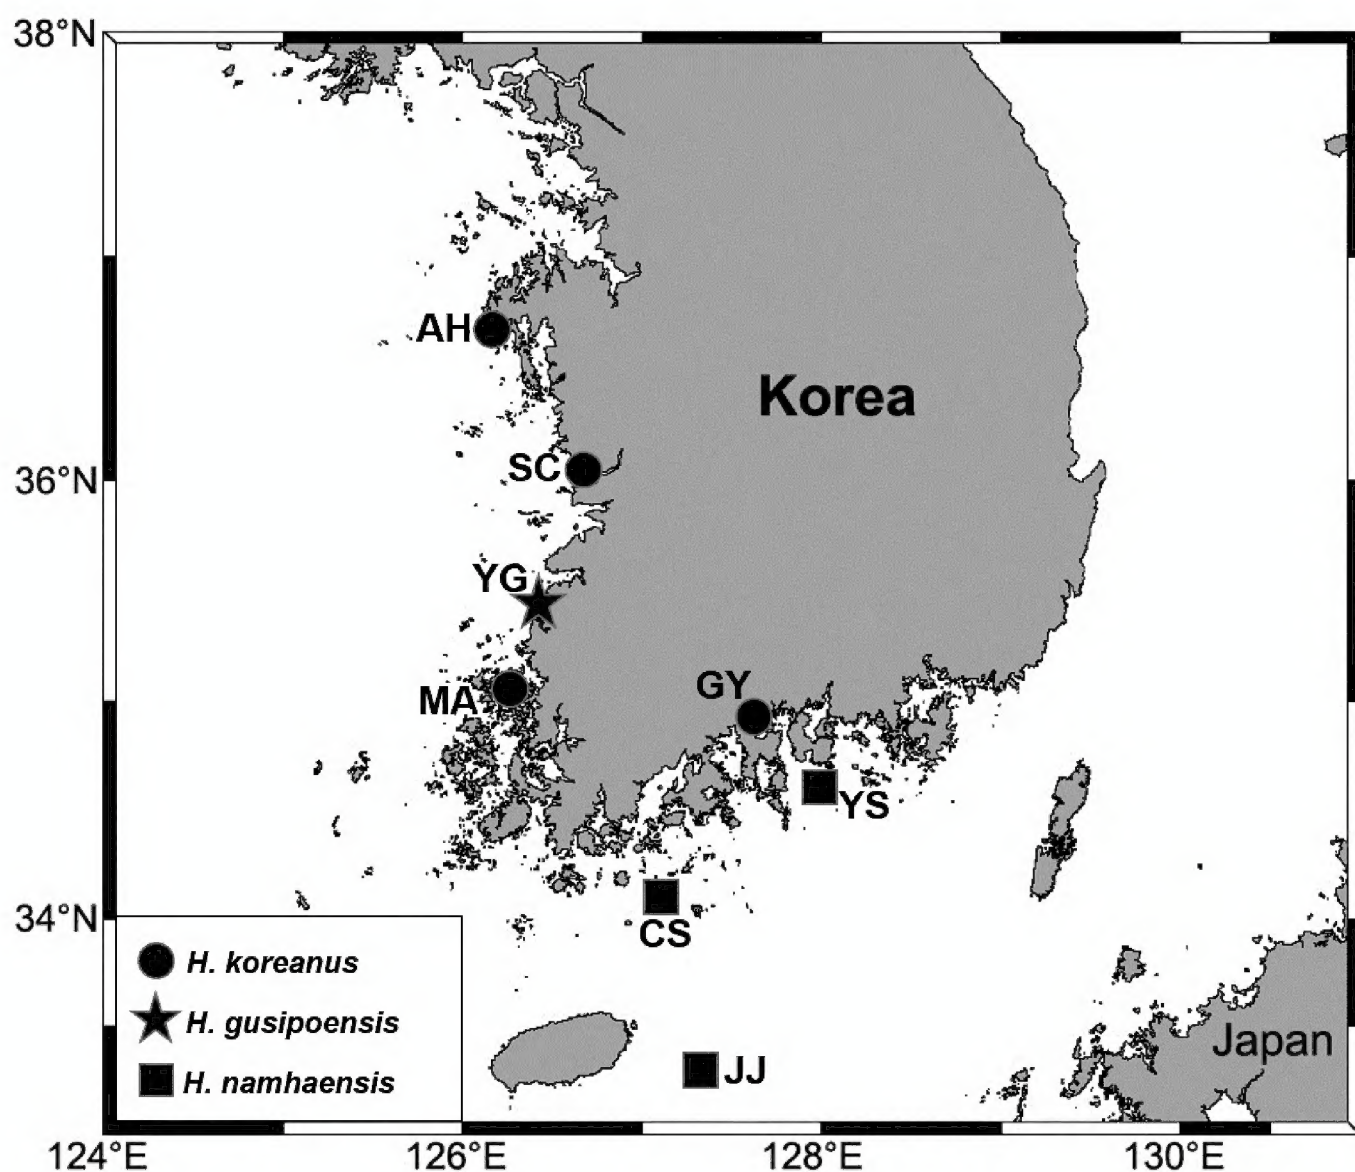 38°N
AH
Korea
SC
36°N
YG
MA
GY
YS
34°N
CS
H. koreanus
H. gusipoensis
H. namhaensis
JJ
Japan
124°E
126°E
128°E
130°E